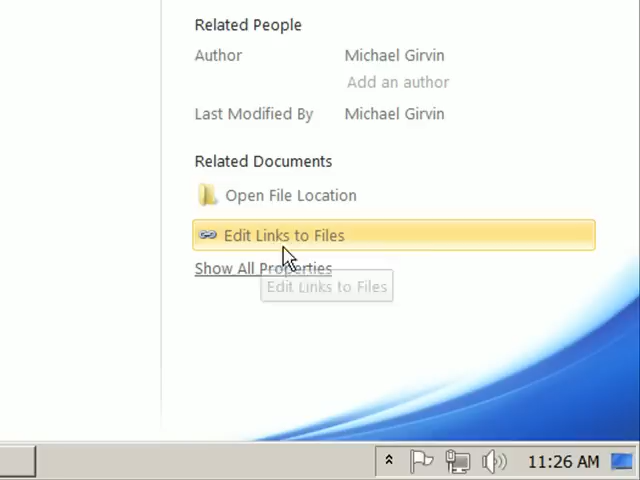 Related People
Author Michael Girvin
Add an author
Last Modified By Michael Girvin
Related Documents
Open File Location
Edit Links to Files
Show All Properties
Edit Links to Files
11:26 AM